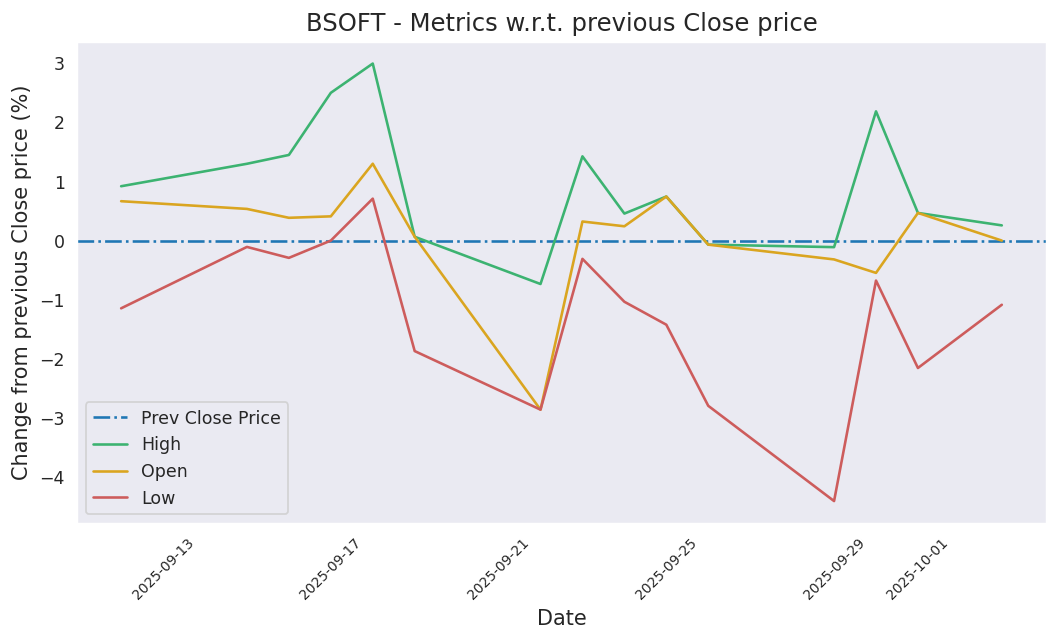 BSOFT - Metrics w.r.t. previous Close price
Change from previous Close price (%)
3
2
1
0
−1
−2
−3
−4
Prev Close Price
High
Open
Low
2025-09-13
2025-09-17
2025-09-21
2025-09-25
2025-09-29
2025-10-01
Date